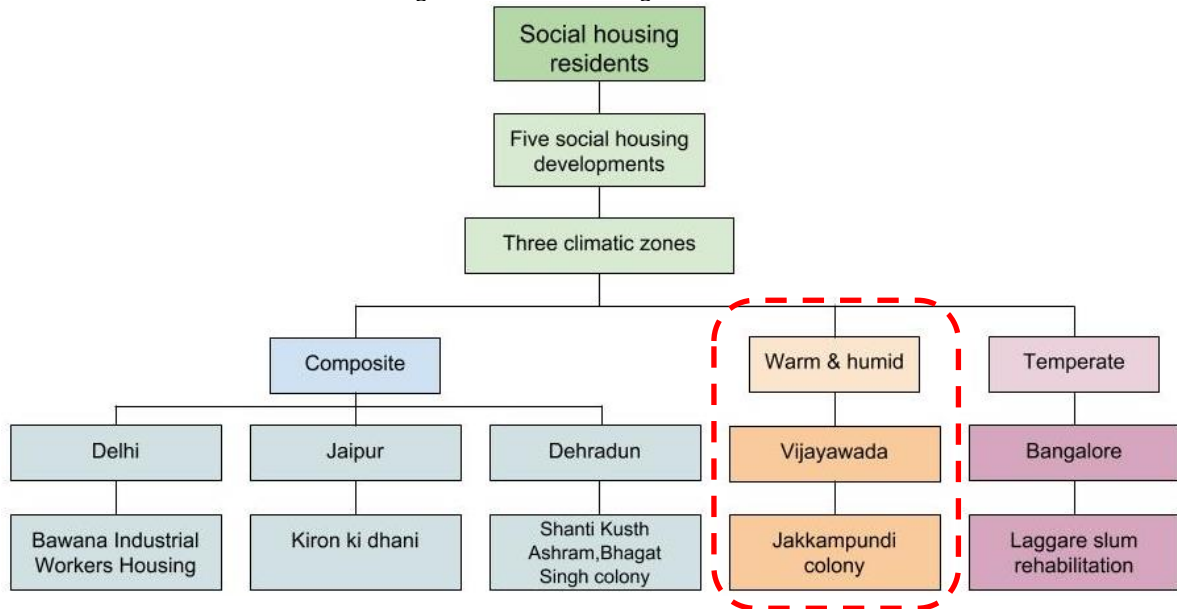 Social housing
residents
Five social housing
developments
Three climatic zones
Composite
Warm & humid
Temperate
Delhi
Jaipur
Dehradun
Vijayawada
Bangalore
Bawana Industrial
Workers Housing
Kiron ki dhani
Shanti Kusth
Ashram,Bhagat
Singh colony
Jakkampundi
colony
Laggare slum
rehabilitation